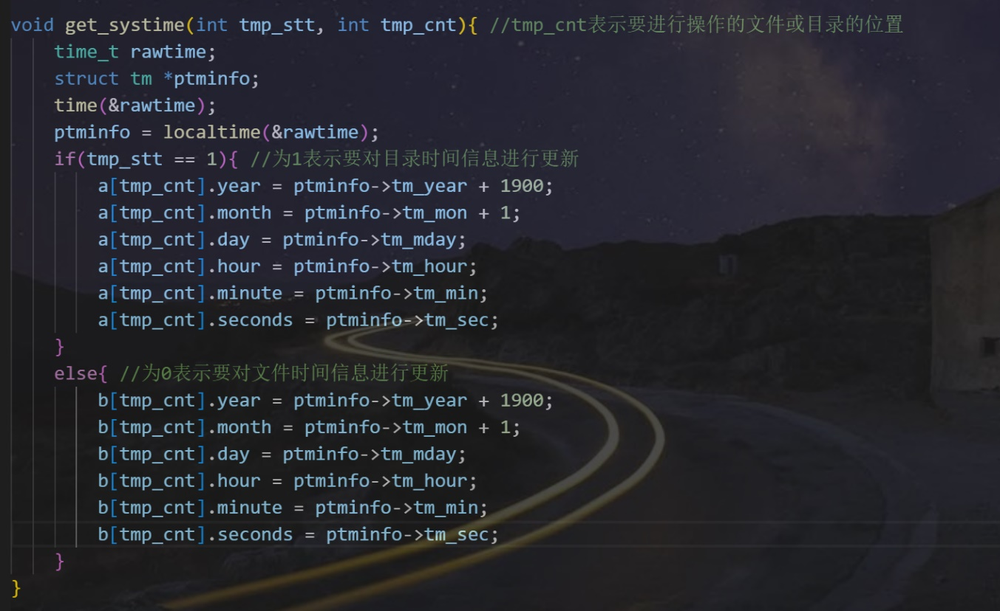 void get_systime(int tmp_stt, int tmp_cnt){ //tmp_cnt表示要进行操作的文件或目录的位置
    time_t rawtime;
    struct tm *ptminfo;
    time(&rawtime);
    ptminfo = localtime(&rawtime);
    if(tmp_stt == 1){ //为1表示要对目录时间信息进行更新
        a[tmp_cnt].year = ptminfo->tm_year + 1900;
        a[tmp_cnt].month = ptminfo->tm_mon + 1;
        a[tmp_cnt].day = ptminfo->tm_mday;
        a[tmp_cnt].hour = ptminfo->tm_hour;
        a[tmp_cnt].minute = ptminfo->tm_min;
        a[tmp_cnt].seconds = ptminfo->tm_sec;
    }
    else{ //为0表示要对文件时间信息进行更新
        b[tmp_cnt].year = ptminfo->tm_year + 1900;
        b[tmp_cnt].month = ptminfo->tm_mon + 1;
        b[tmp_cnt].day = ptminfo->tm_mday;
        b[tmp_cnt].hour = ptminfo->tm_hour;
        b[tmp_cnt].minute = ptminfo->tm_min;
        b[tmp_cnt].seconds = ptminfo->tm_sec;
    }
}